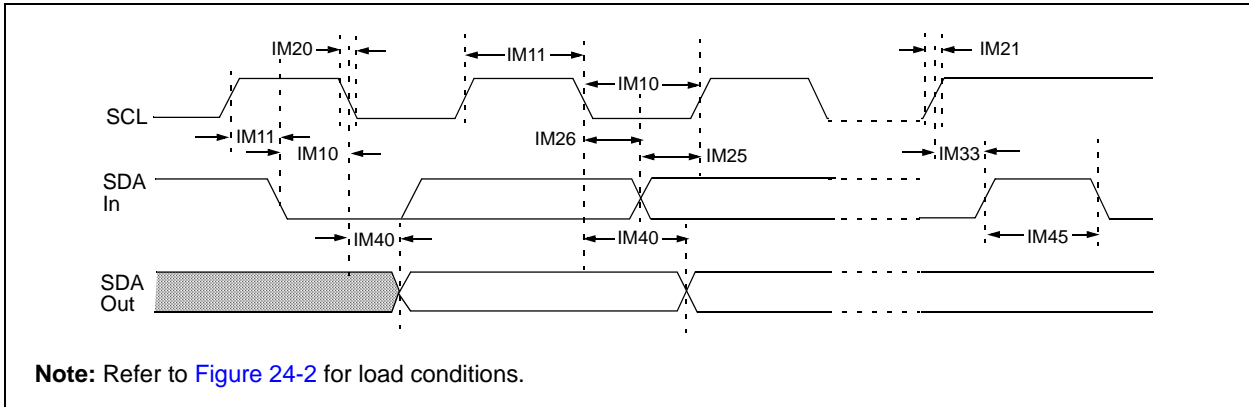 IM20
IM11
IM21
IM10
SCL
IM11
IM26
IM10
IM25
IM33
SDA
In
IM40
IM40
IM45
SDA
Out
Note: Refer to Figure 24-2 for load conditions.